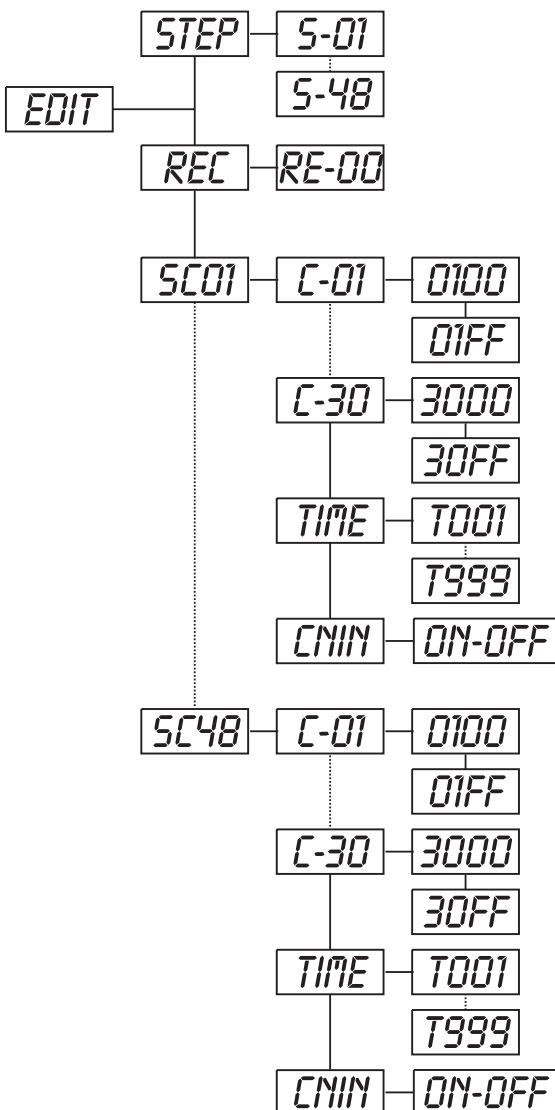 STEP S-01
S-48
EDIT
REC RE-00
SC01 C-01 0100
01FF
C-30 3000
30FF
TIME T001
T999
CNIN ON-OFF
SC48 C-01 0100
01FF
C-30 3000
30FF
TIME T001
T999
CNIN ON-OFF